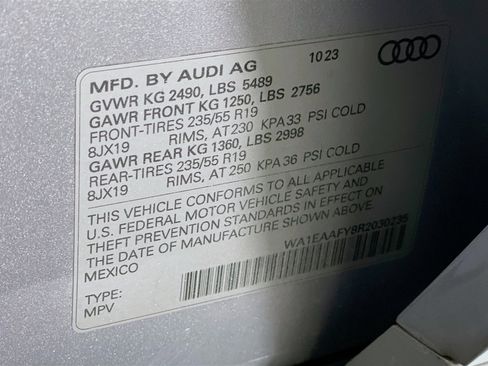 MFD. BY AUDI AG 10 23
GVWR KG 2490, LBS 5489
GAWR FRONT KG 1250, LBS 2756
FRONT-TIRES 235/55 R19
8JX19 RIMS, AT 230 KPA 33 PSI COLD
GAWR REAR KG 1360, LBS 2998
REAR-TIRES 235/55 R19
8JX19 RIMS, AT 250 KPA 36 PSI COLD
THIS VEHICLE CONFORMS TO ALL APPLICABLE
U.S. FEDERAL MOTOR VEHICLE SAFETY AND
THEFT PREVENTION STANDARDS IN EFFECT ON
THE DATE OF MANUFACTURE SHOWN ABOVE.
MEXICO
WA1EAAFY8R2030235
TYPE:
MPV